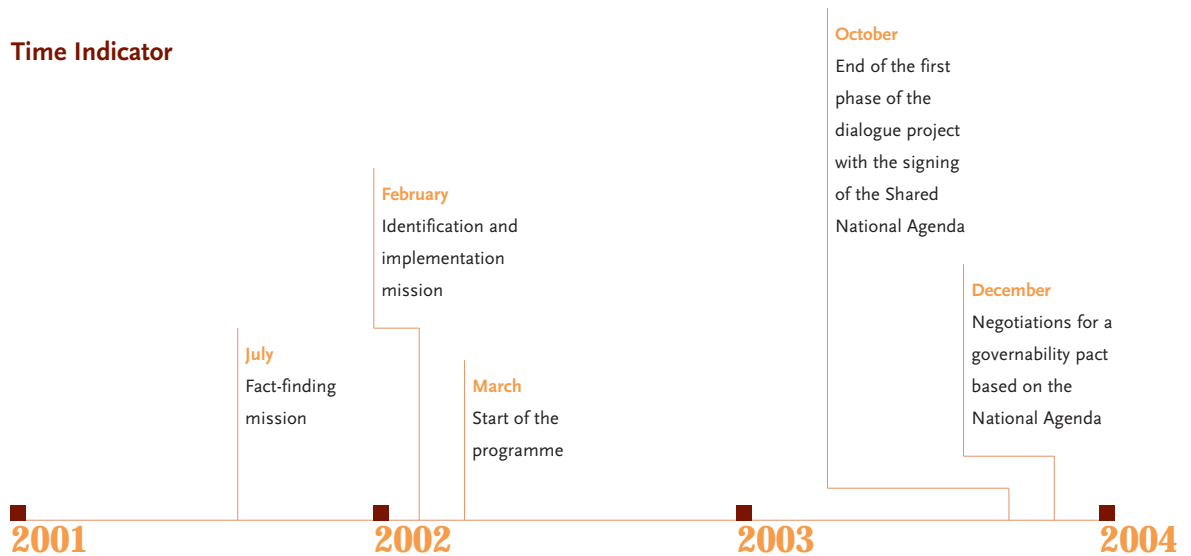 Time Indicator
July
Fact-finding
mission
February
Identification and
implementation
mission
March
Start of the
programme
October
End of the first
phase of the
dialogue project
with the signing
of the Shared
National Agenda
December
Negotiations for a
governability pact
based on the
National Agenda
2001
2002
2003
2004